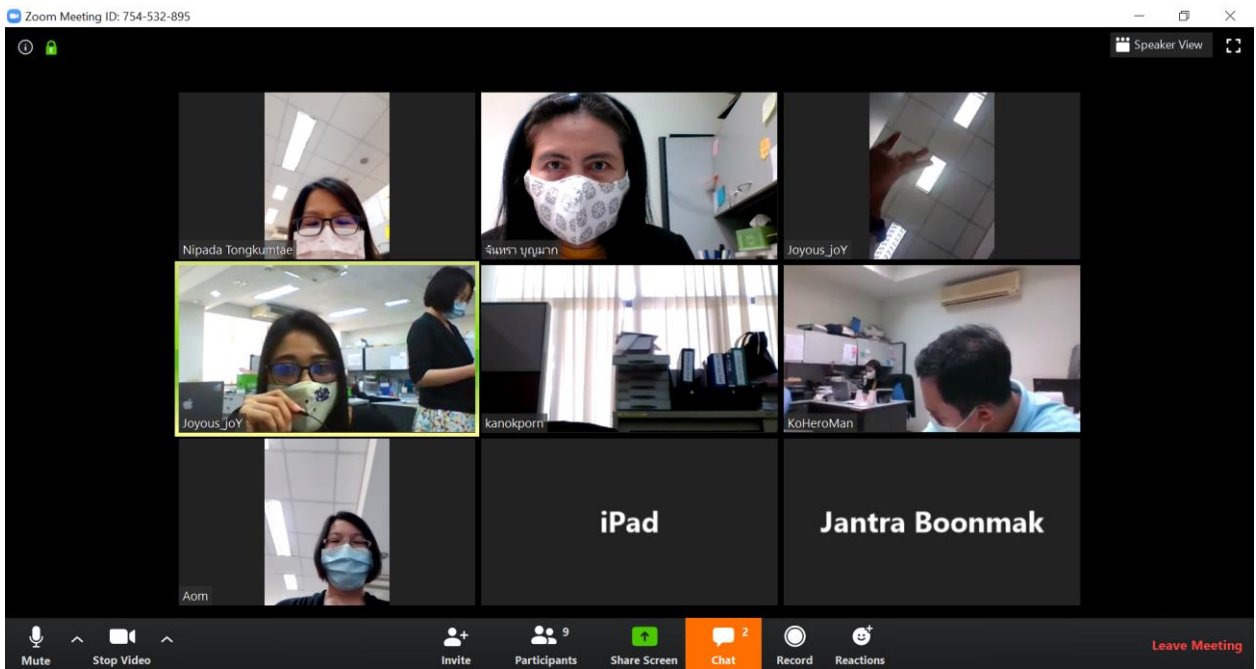 Zoom Meeting ID: 754-532-895
Speaker View
Nipada Tongkumtae
จันทรา บุญมาก
Joyous_joY
Joyous_joY
kanokporn
KoHeroMan
Aom
iPad
Jantra Boonmak
Mute
Stop Video
Invite
Participants 9
Share Screen
Chat 2
Record
Reactions
Leave Meeting